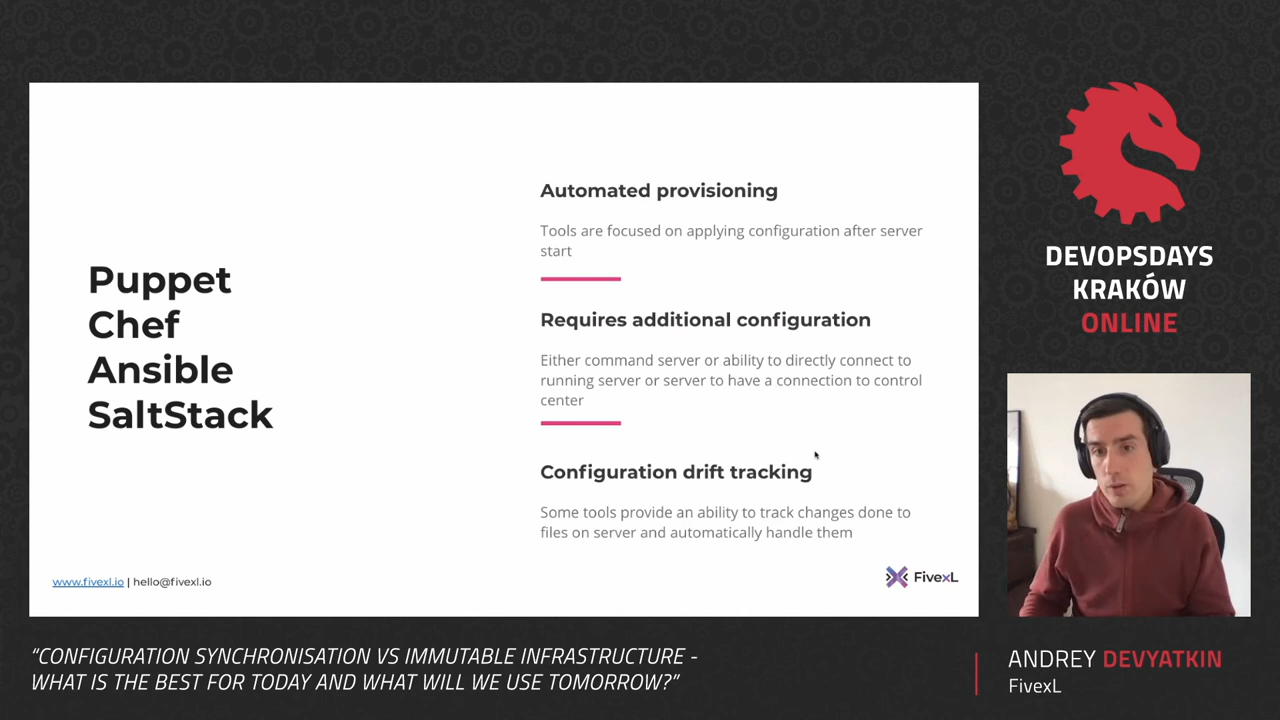 Puppet
Chef
Ansible
SaltStack
Automated provisioning
Tools are focused on applying configuration after server
start
Requires additional configuration
Either command server or ability to directly connect to
running server or server to have a connection to control
center
Configuration drift tracking
Some tools provide an ability to track changes done to
files on server and automatically handle them
www.fivexl.io | hello@fivexl.io
FivexL
DEVOPSDAYS
KRAKÓW
ONLINE
“CONFIGURATION SYNCHRONISATION VS IMMUTABLE INFRASTRUCTURE -
WHAT IS THE BEST FOR TODAY AND WHAT WILL WE USE TOMORROW?”
ANDREY DEVYATKIN
FivexL